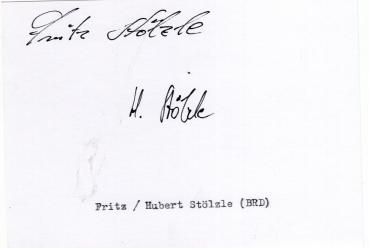 Fritz Stölzle
H. Stölzle
Fritz / Hubert Stölzle (BRD)